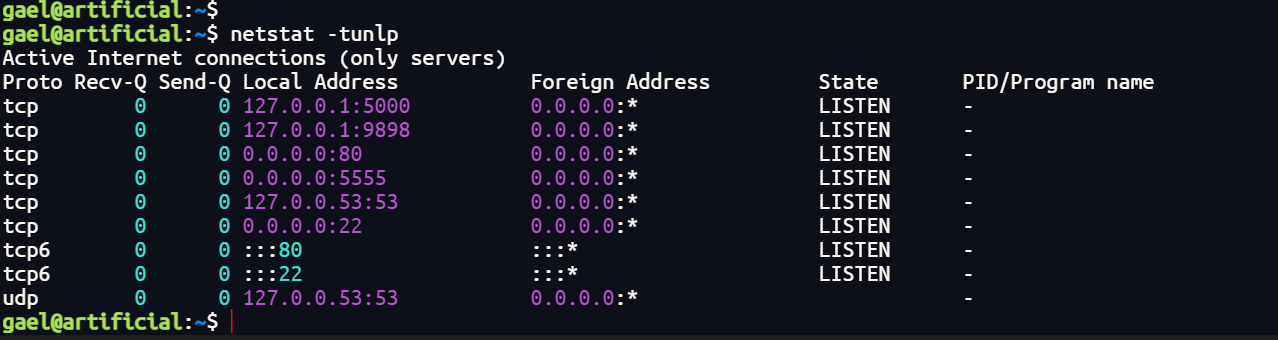 gael@artificial:~$
gael@artificial:~$ netstat -tunlp
Active Internet connections (only servers)
Proto Recv-Q Send-Q Local Address           Foreign Address         State       PID/Program name
tcp        0      0 127.0.0.1:5000          0.0.0.0:*               LISTEN      -
tcp        0      0 127.0.0.1:9898          0.0.0.0:*               LISTEN      -
tcp        0      0 0.0.0.0:80              0.0.0.0:*               LISTEN      -
tcp        0      0 0.0.0.0:5555            0.0.0.0:*               LISTEN      -
tcp        0      0 127.0.0.53:53           0.0.0.0:*               LISTEN      -
tcp        0      0 0.0.0.0:22              0.0.0.0:*               LISTEN      -
tcp6       0      0 :::80                   :::*                    LISTEN      -
tcp6       0      0 :::22                   :::*                    LISTEN      -
udp        0      0 127.0.0.53:53           0.0.0.0:*                           -
gael@artificial:~$